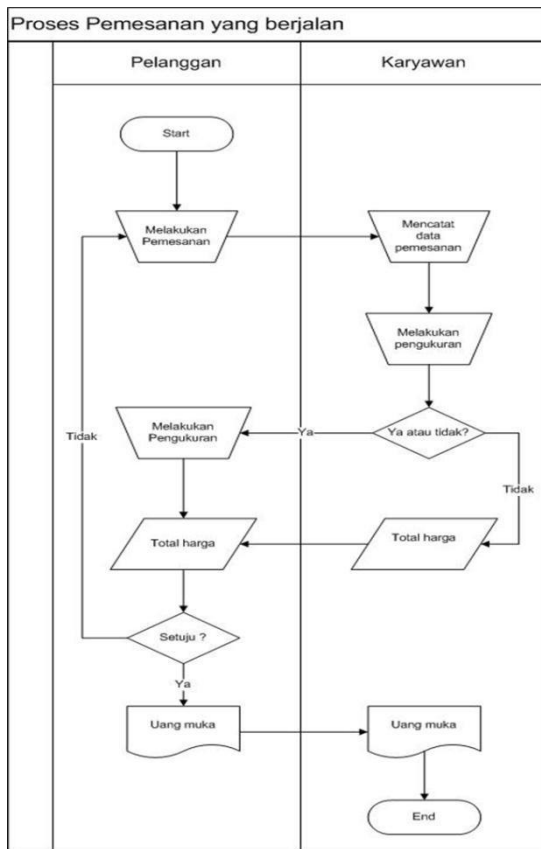 Proses Pemesanan yang berjalan
Pelanggan
Karyawan
Start
Melakukan
Pemesanan
Mencatat
data
pemesanan
Melakukan
pengukuran
Ya atau tidak?
Ya
Melakukan
Pengukuran
Tidak
Tidak
Total harga
Total harga
Setuju ?
Ya
Uang muka
Uang muka
End